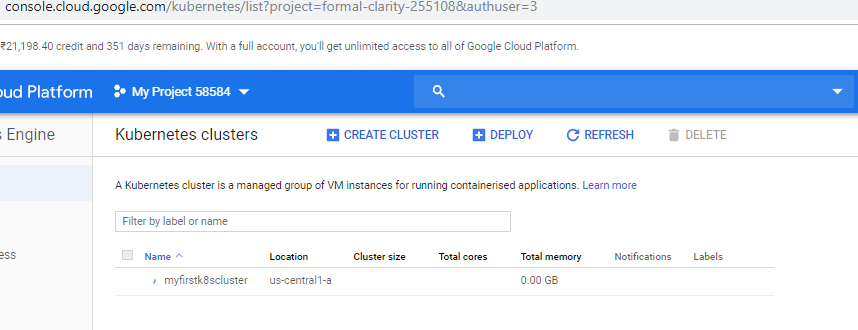 console.cloud.google.com/kubernetes/list?project=formal-clarity-255108&authuser=3
₹21,198.40 credit and 351 days remaining. With a full account, you'll get unlimited access to all of Google Cloud Platform.
oud Platform My Project 58584
s Engine Kubernetes clusters CREATE CLUSTER DEPLOY REFRESH DELETE
A Kubernetes cluster is a managed group of VM instances for running containerised applications. Learn more
Filter by label or name
ess
Name Location Cluster size Total cores Total memory Notifications Labels
myfirstk8scluster us-central1-a 0.00 GB